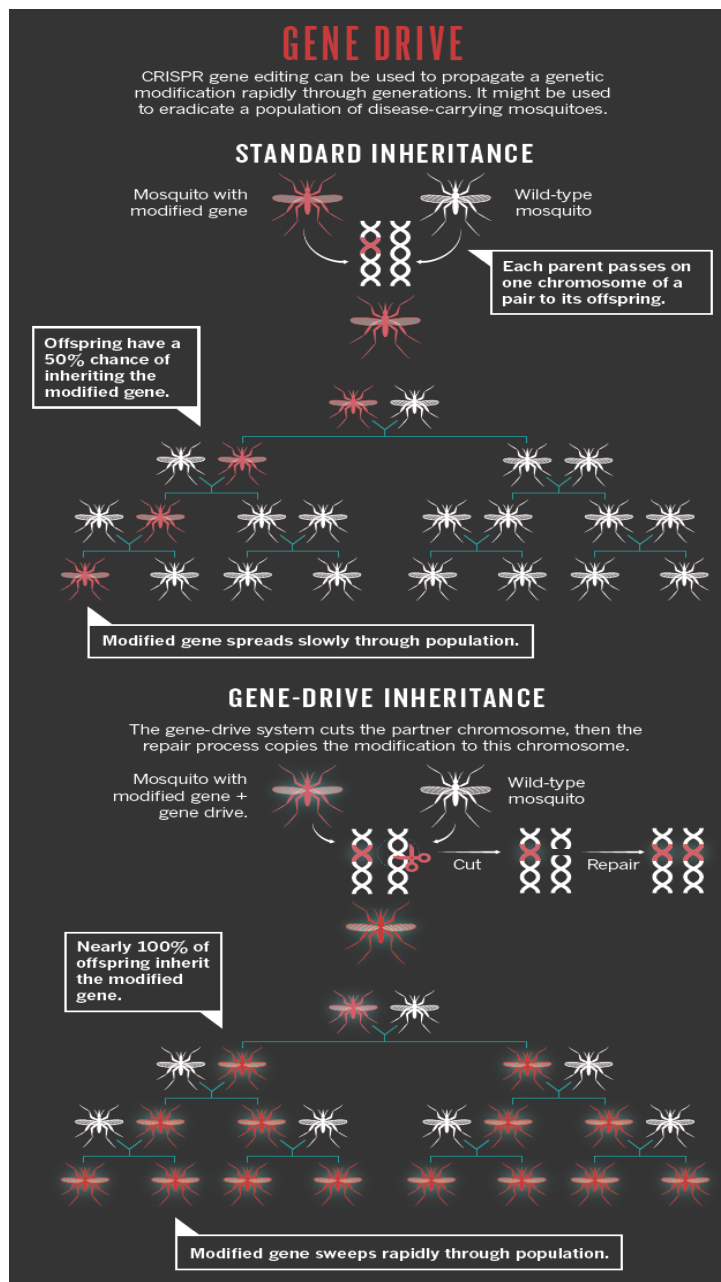 GENE DRIVE
CRISPR gene editing can be used to propagate a genetic
modification rapidly through generations. It might be used
to eradicate a population of disease-carrying mosquitoes.
STANDARD INHERITANCE
Mosquito with
modified gene
Wild-type
mosquito
Each parent passes on
one chromosome of a
pair to its offspring.
Offspring have a
50% chance of
inheriting the
modified gene.
Modified gene spreads slowly through population.
GENE-DRIVE INHERITANCE
The gene-drive system cuts the partner chromosome, then the
repair process copies the modification to this chromosome.
Mosquito with
modified gene +
gene drive.
Wild-type
mosquito
Cut
Repair
Nearly 100% of
offspring inherit
the modified
gene.
Modified gene sweeps rapidly through population.